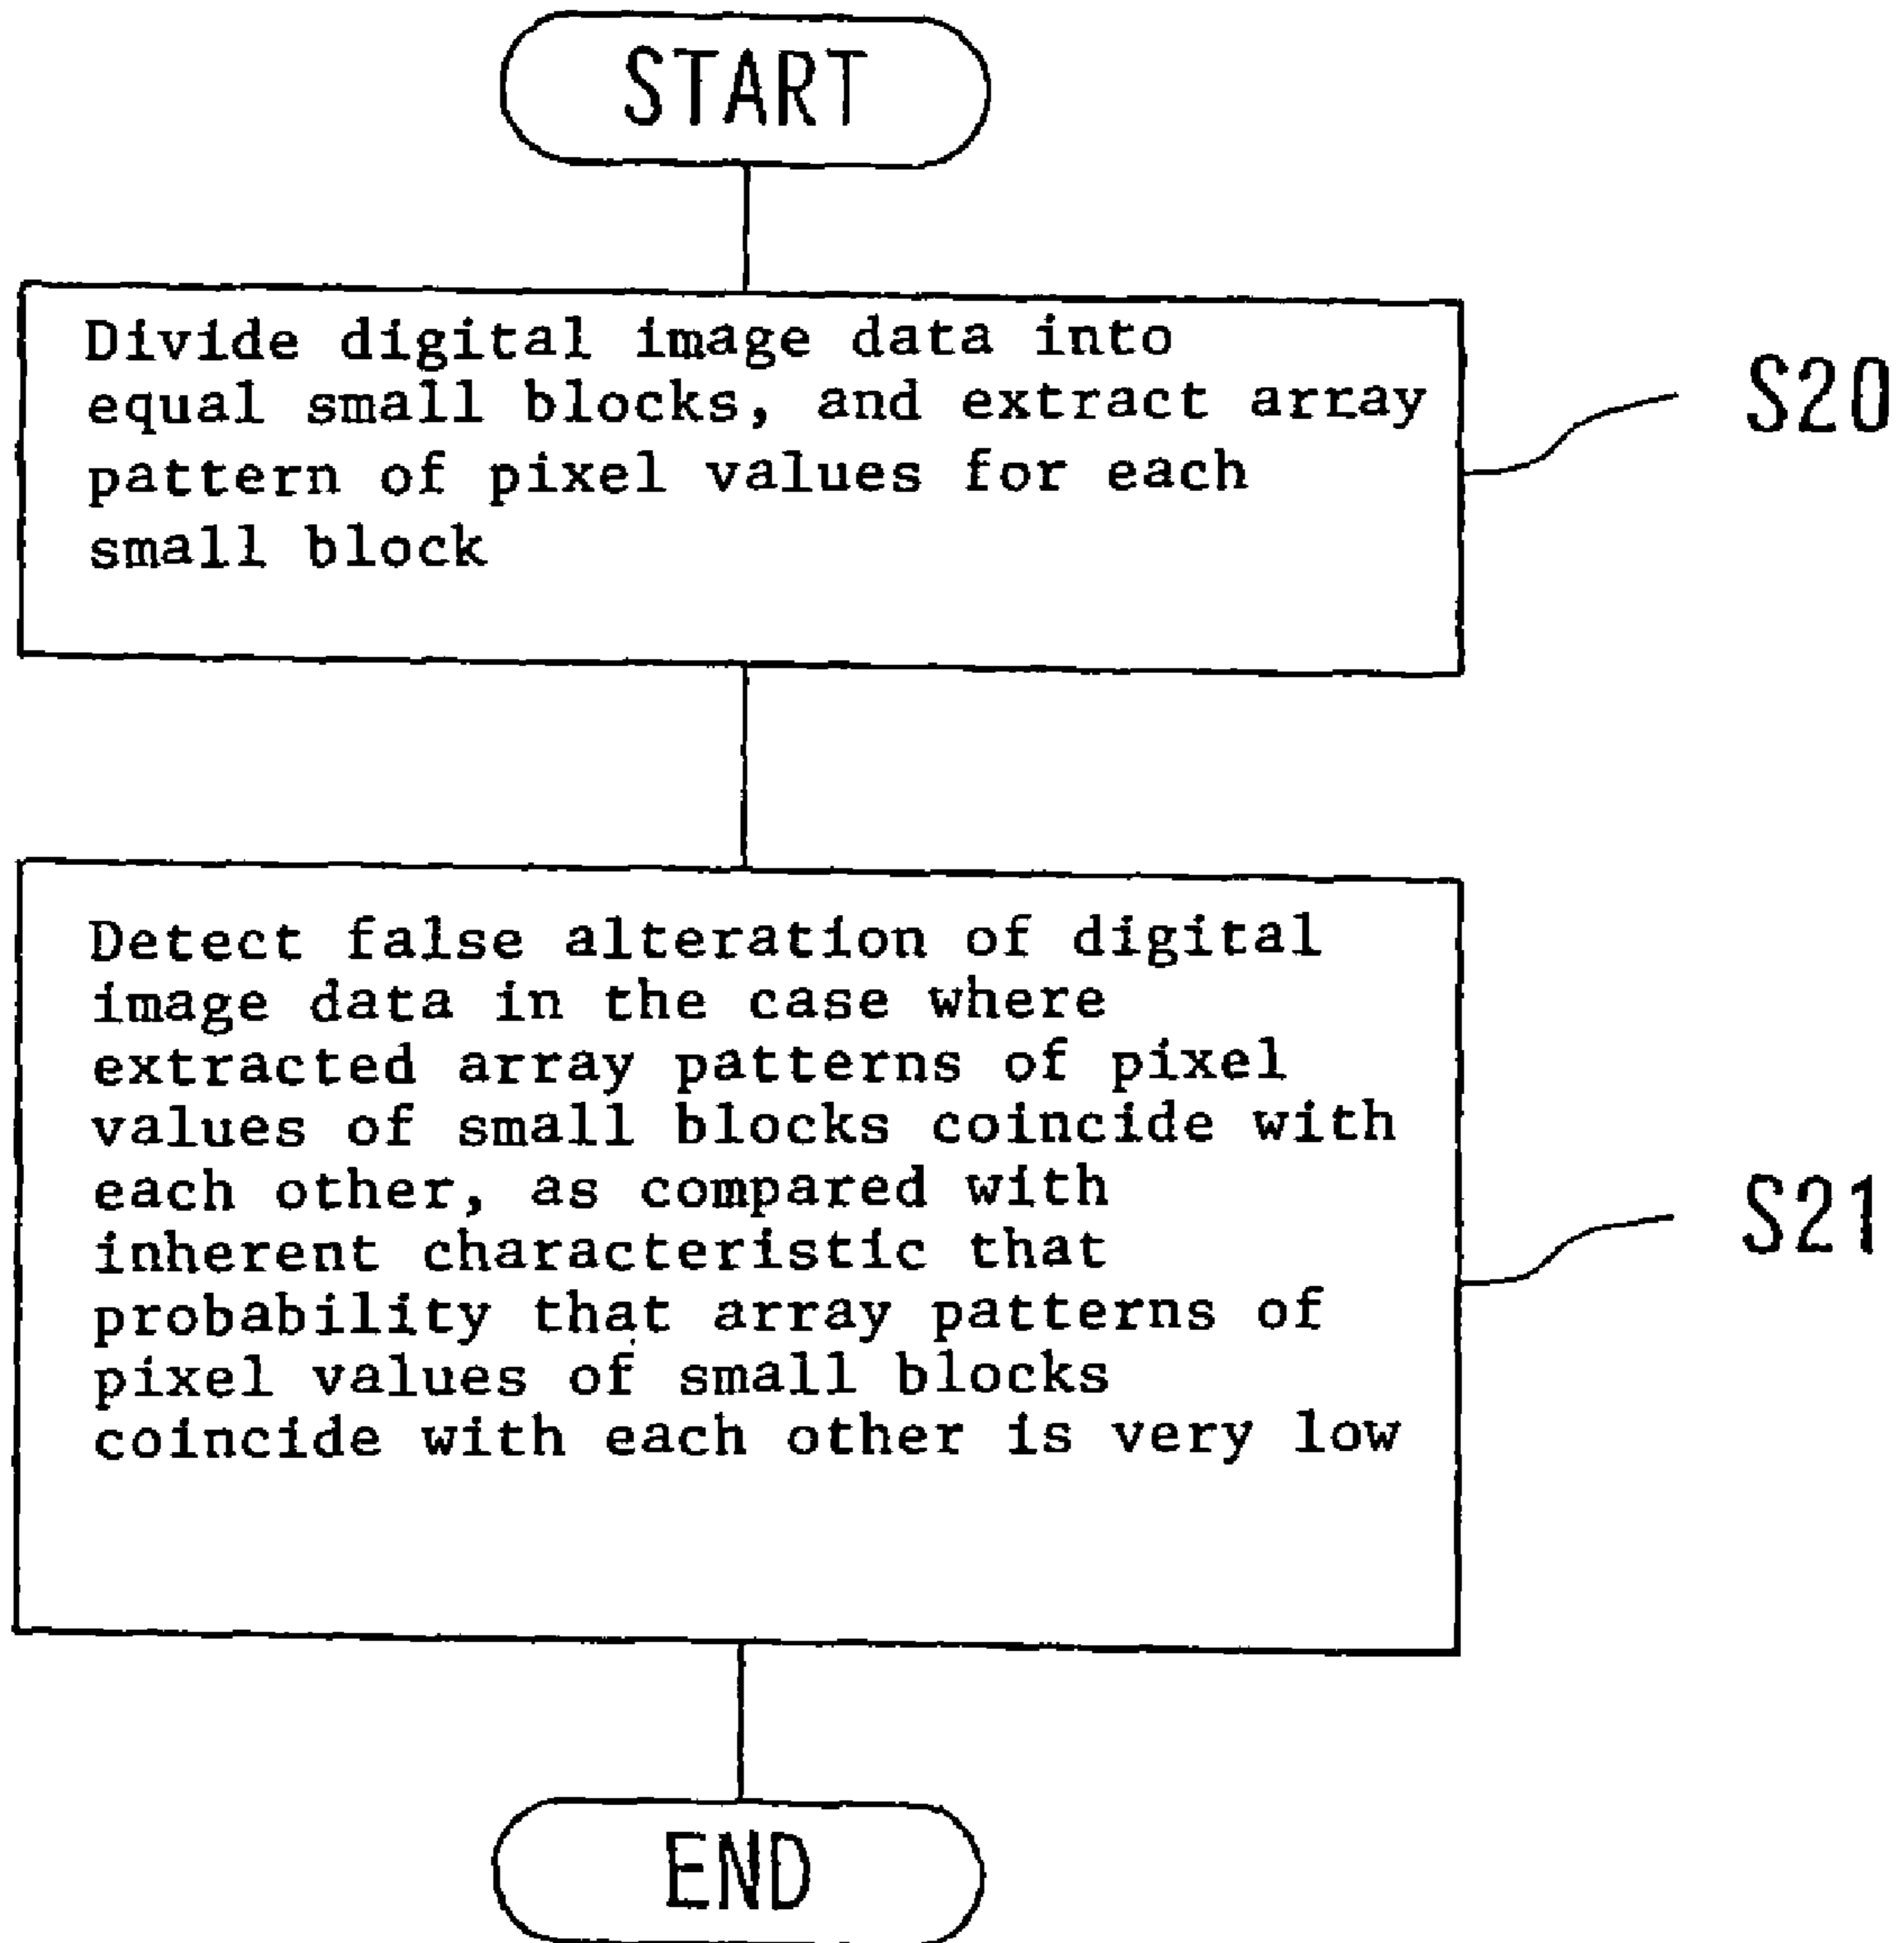 START
Divide digital image data into
equal small blocks, and extract array
pattern of pixel values for each
small block
S20
Detect false alteration of digital
image data in the case where
extracted array patterns of pixel
values of small blocks coincide with
each other, as compared with
inherent characteristic that
probability that array patterns of
pixel values of small blocks
coincide with each other is very low
S21
END